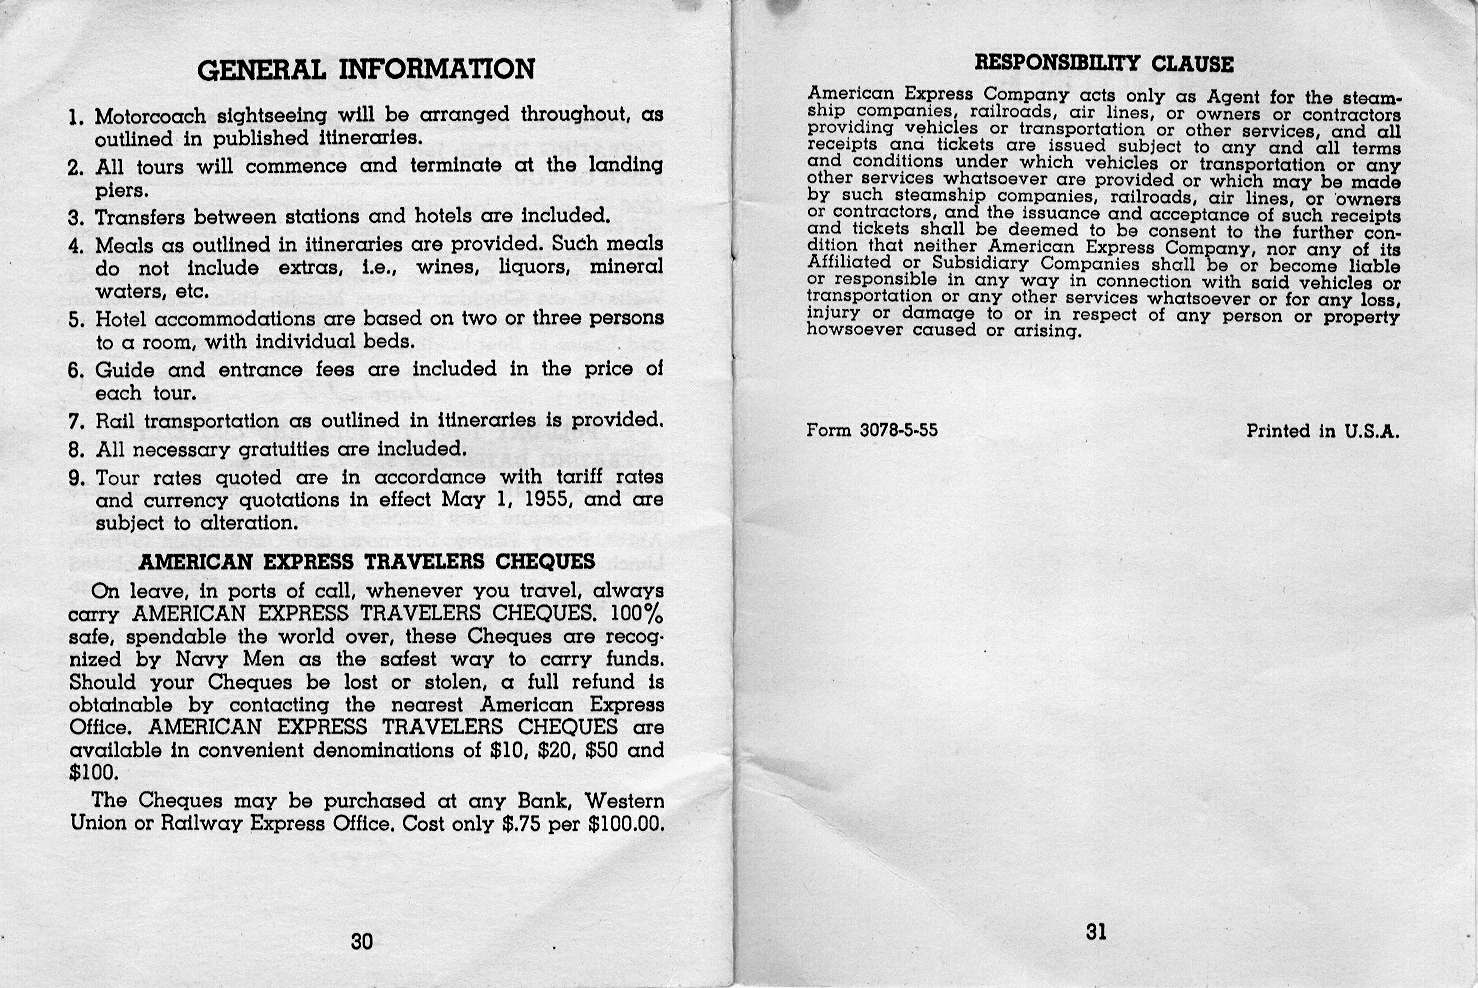 GENERAL INFORMATION
1. Motorcoach sightseeing will be arranged throughout, as
outlined in published itineraries.
2. All tours will commence and terminate at the landing
piers.
3. Transfers between stations and hotels are included.
4. Meals as outlined in itineraries are provided. Such meals
do not include extras, i.e., wines, liquors, mineral
waters, etc.
5. Hotel accommodations are based on two or three persons
to a room, with individual beds.
6. Guide and entrance fees are included in the price of
each tour.
7. Rail transportation as outlined in itineraries is provided.
8. All necessary gratuities are included.
9. Tour rates quoted are in accordance with tariff rates
and currency quotations in effect May 1, 1955, and are
subject to alteration.
AMERICAN EXPRESS TRAVELERS CHEQUES
On leave, in ports of call, whenever you travel, always
carry AMERICAN EXPRESS TRAVELERS CHEQUES. 100%
safe, spendable the world over, these Cheques are recog-
nized by Navy Men as the safest way to carry funds.
Should your Cheques be lost or stolen, a full refund is
obtainable by contacting the nearest American Express
Office. AMERICAN EXPRESS TRAVELERS CHEQUES are
available in convenient denominations of $10, $20, $50 and
$100.
The Cheques may be purchased at any Bank, Western
Union or Railway Express Office. Cost only $.75 per $100.00.
30
RESPONSIBILITY CLAUSE
American Express Company acts only as Agent for the steam-
ship companies, railroads, air lines, or owners or contractors
providing vehicles or transportation or other services, and all
receipts and tickets are issued subject to any and all terms
and conditions under which vehicles or transportation or any
other services whatsoever are provided or which may be made
by such steamship companies, railroads, air lines, or owners
or contractors, and the issuance and acceptance of such receipts
and tickets shall be deemed to be consent to the further con-
dition that neither American Express Company, nor any of its
Affiliated or Subsidiary Companies shall be or become liable
or responsible in any way in connection with said vehicles or
transportation or any other services whatsoever or for any loss,
injury or damage to or in respect of any person or property
howsoever caused or arising.
Form 3078-5-55 Printed in U.S.A.
31